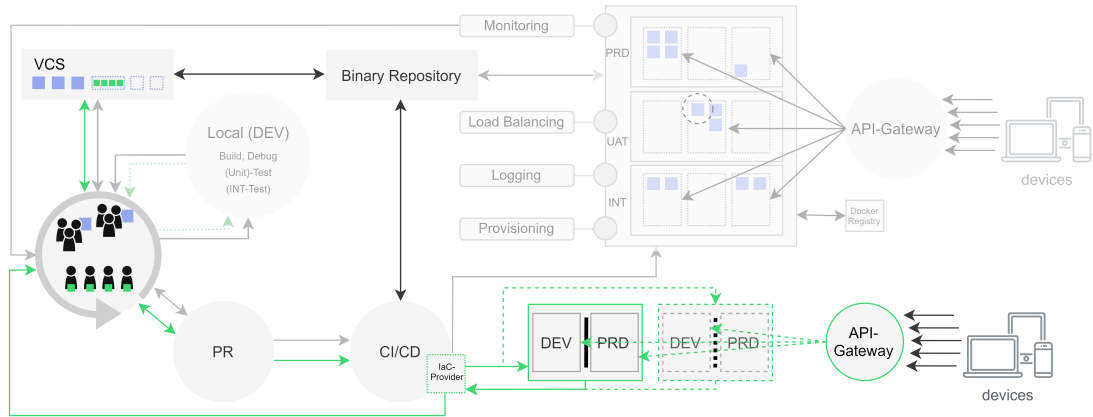 Monitoring
PRD
VCS
Binary Repository
Local (DEV)
Build, Debug
(Unit)-Test
(INT-Test)
Load Balancing
UAT
API-Gateway
Logging
INT
devices
Provisioning
Docker
Registry
PR
CI/CD
IaC-
Provider
DEV
PRD
DEV
PRD
API-
Gateway
devices